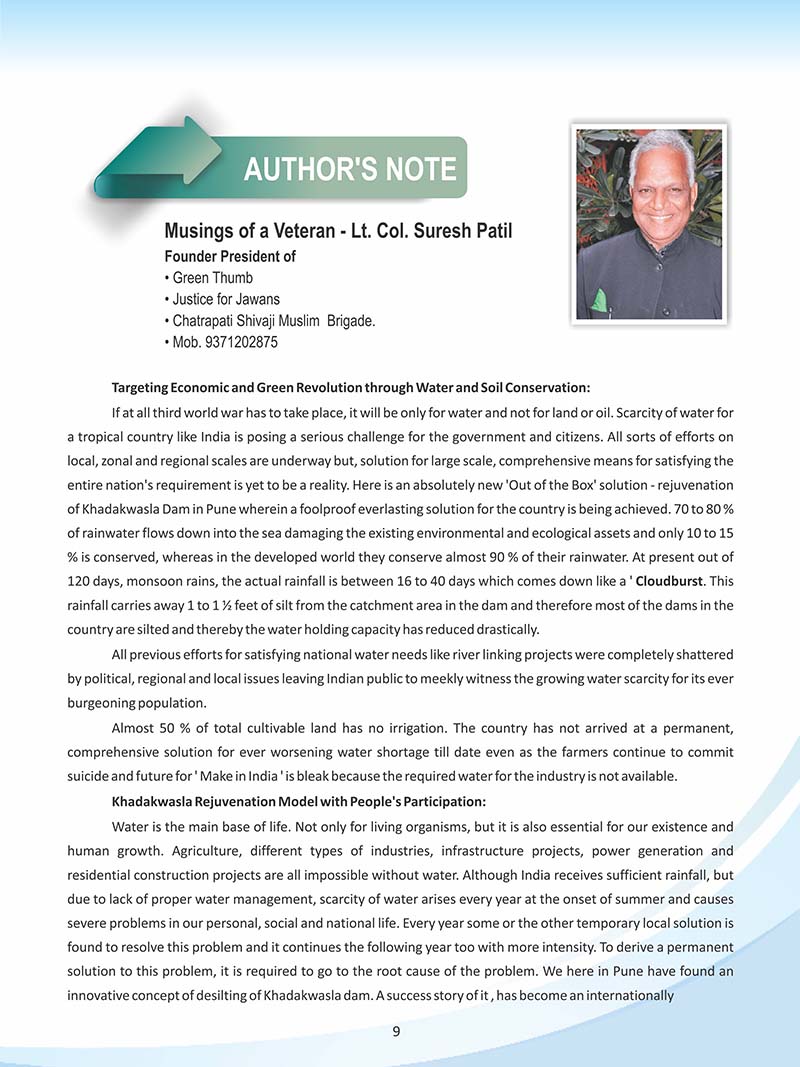 AUTHOR'S NOTE
Musings of a Veteran - Lt. Col. Suresh Patil
Founder President of
• Green Thumb
• Justice for Jawans
• Chatrapati Shivaji Muslim Brigade.
• Mob. 9371202875
Targeting Economic and Green Revolution through Water and Soil Conservation:
If at all third world war has to take place, it will be only for water and not for land or oil. Scarcity of water for
a tropical country like India is posing a serious challenge for the government and citizens. All sorts of efforts on
local, zonal and regional scales are underway but, solution for large scale, comprehensive means for satisfying the
entire nation's requirement is yet to be a reality. Here is an absolutely new 'Out of the Box' solution - rejuvenation
of Khadakwasla Dam in Pune wherein a foolproof everlasting solution for the country is being achieved. 70 to 80 %
of rainwater flows down into the sea damaging the existing environmental and ecological assets and only 10 to 15
% is conserved, whereas in the developed world they conserve almost 90 % of their rainwater. At present out of
120 days, monsoon rains, the actual rainfall is between 16 to 40 days which comes down like a ' Cloudburst. This
rainfall carries away 1 to 1 ½ feet of silt from the catchment area in the dam and therefore most of the dams in the
country are silted and thereby the water holding capacity has reduced drastically.
All previous efforts for satisfying national water needs like river linking projects were completely shattered
by political, regional and local issues leaving Indian public to meekly witness the growing water scarcity for its ever
burgeoning population.
Almost 50 % of total cultivable land has no irrigation. The country has not arrived at a permanent,
comprehensive solution for ever worsening water shortage till date even as the farmers continue to commit
suicide and future for ' Make in India ' is bleak because the required water for the industry is not available.
Khadakwasla Rejuvenation Model with People's Participation:
Water is the main base of life. Not only for living organisms, but it is also essential for our existence and
human growth. Agriculture, different types of industries, infrastructure projects, power generation and
residential construction projects are all impossible without water. Although India receives sufficient rainfall, but
due to lack of proper water management, scarcity of water arises every year at the onset of summer and causes
severe problems in our personal, social and national life. Every year some or the other temporary local solution is
found to resolve this problem and it continues the following year too with more intensity. To derive a permanent
solution to this problem, it is required to go to the root cause of the problem. We here in Pune have found an
innovative concept of desilting of Khadakwasla dam. A success story of it , has become an internationally
9